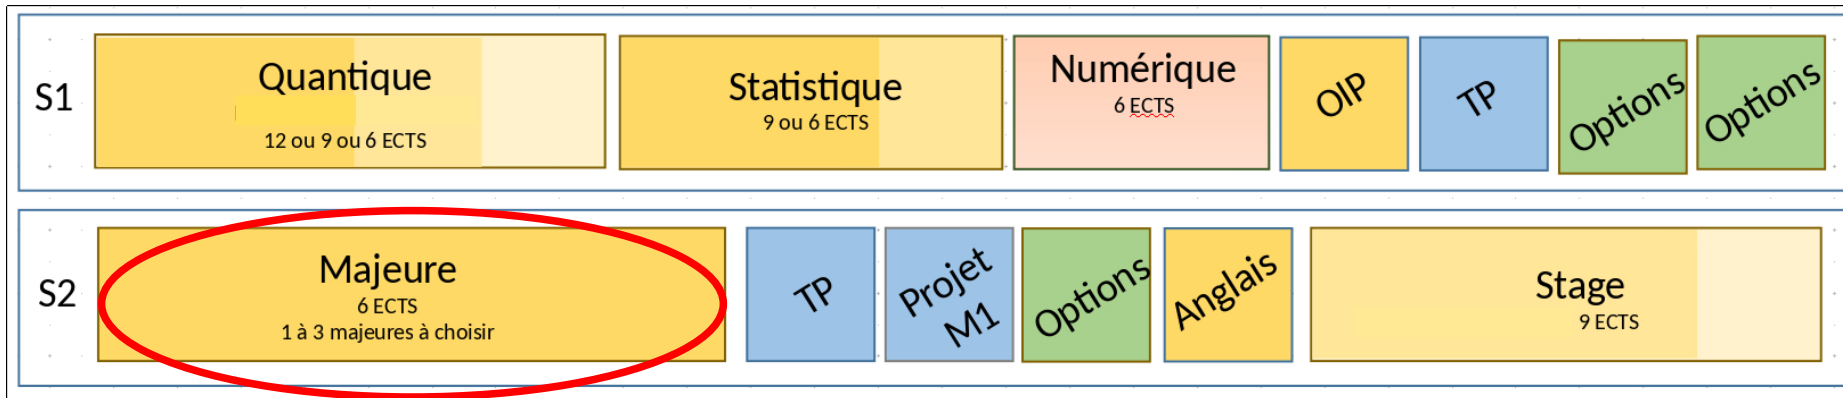 S1
Quantique
12 ou 9 ou 6 ECTS
Statistique
9 ou 6 ECTS
Numérique
6 ECTS
OIP
TP
Options
Options
S2
Majeure
6 ECTS
1 à 3 majeures à choisir
TP
Projet
M1
Options
Anglais
Stage
9 ECTS